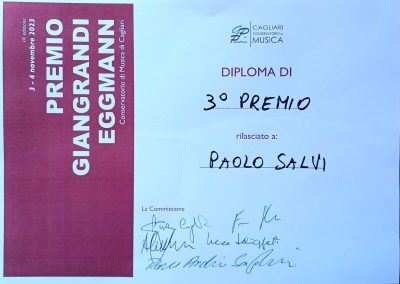 IX edizione
3 - 4 novembre 2023
PREMIO
GIANGRANDI
EGGMANN
Conservatorio di Musica di Cagliari
CAGLIARI
CONSERVATORIO
MUSICA
DIPLOMA DI
3° PREMIO
rilasciato a:
PAOLO SALVI
La Commissione